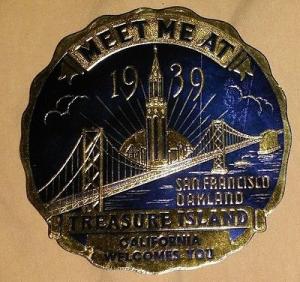 MEET ME AT
1939
SAN FRANCISCO
OAKLAND
TREASURE ISLAND
CALIFORNIA
WELCOMES YOU